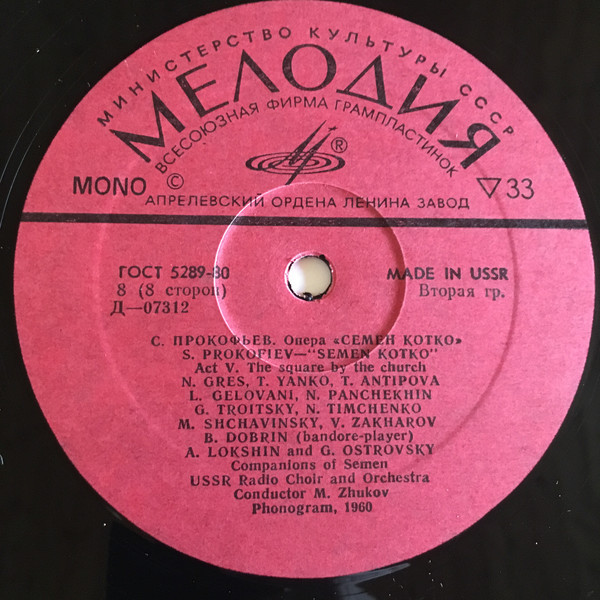 МИНИСТЕРСТВО КУЛЬТУРЫ СССР
МЕЛОДИЯ
ВСЕСОЮЗНАЯ ФИРМА ГРАМПЛАСТИНОК
®
MONO © ▽ 33
АПРЕЛЕВСКИЙ ОРДЕНА ЛЕНИНА ЗАВОД
ГОСТ 5289-80 MADE IN USSR
8 (8 сторон) Вторая гр.
Д—07312
С. ПРОКОФЬЕВ. Опера «СЕМЕН КОТКО»
S. PROKOFIEV—"SEMEN KOTKO"
Act V. The square by the church
N. GRES, T. YANKO, T. ANTIPOVA
L. GELOVANI, N. PANCHEKHIN
G. TROITSKY, N. TIMCHENKO
M. SHCHAVINSKY, V. ZAKHAROV
B. DOBRIN (bandore-player)
A. LOKSHIN and G. OSTROVSKY
Companions of Semen
USSR Radio Choir and Orchestra
Conductor M. Zhukov
Phonogram, 1960